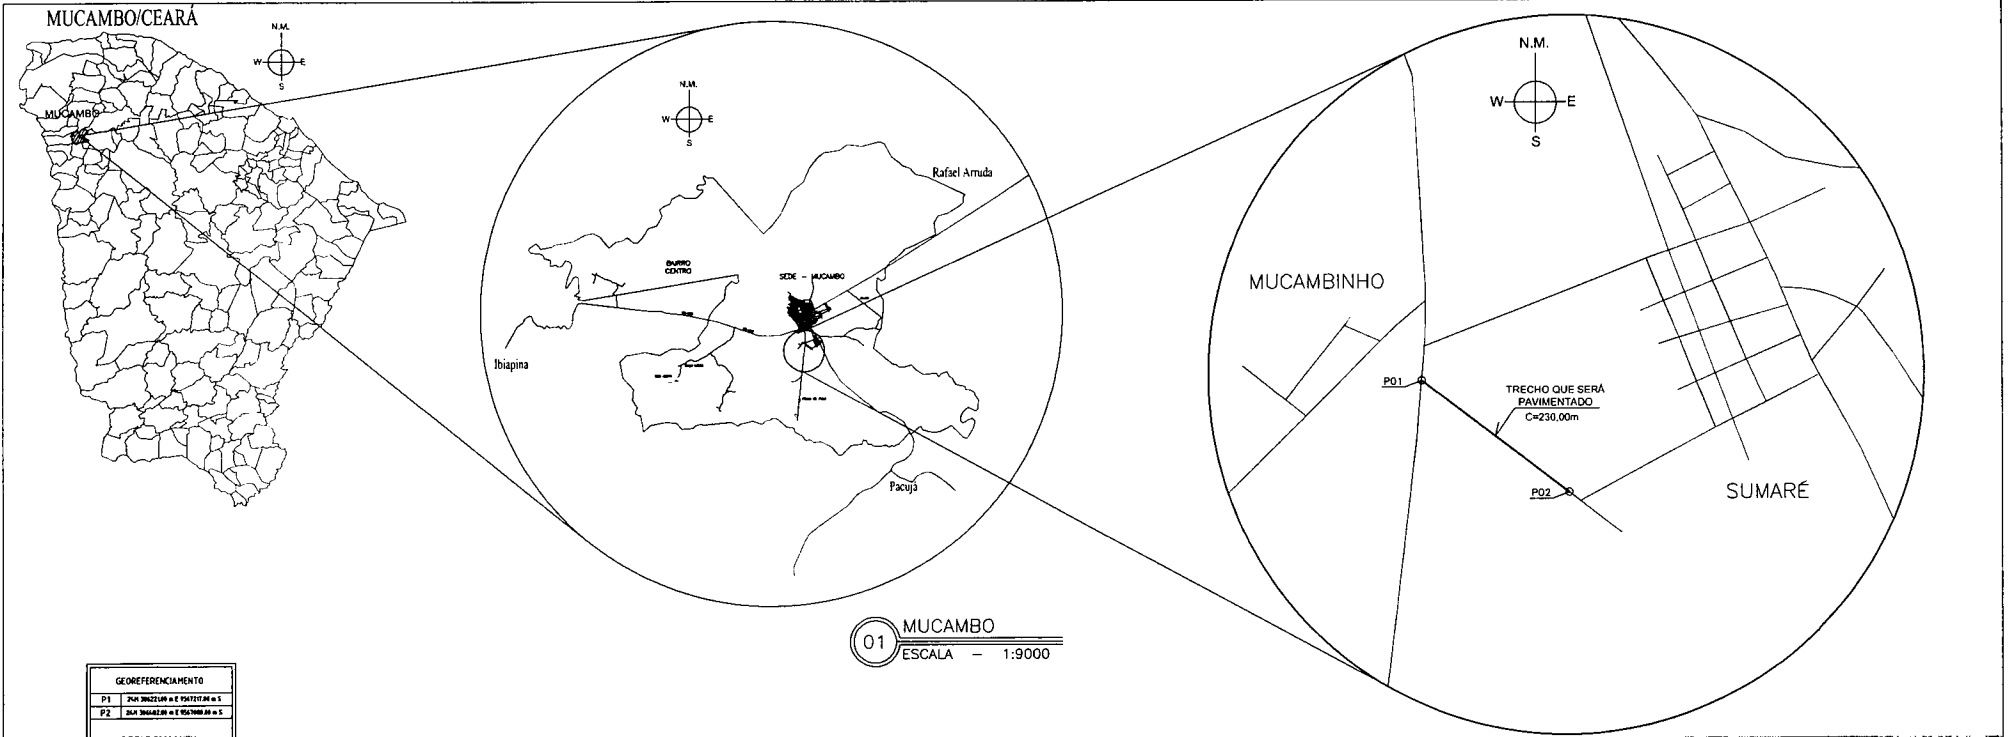 MUCAMBO/CEARÁ
N.M.
W E
S
MUCAMBO
N.M.
W E
S
Rafael Arruda
BAIRRO
CENTRO
SEDE - MUCAMBO
Ibiapina
Pacujá
01
MUCAMBO
ESCALA - 1:9000
N.M.
W E
S
MUCAMBINHO
P01
TRECHO QUE SERÁ
PAVIMENTADO
C=230,00m
P02
SUMARÉ
GEOREFERENCIAMENTO
P1
P2